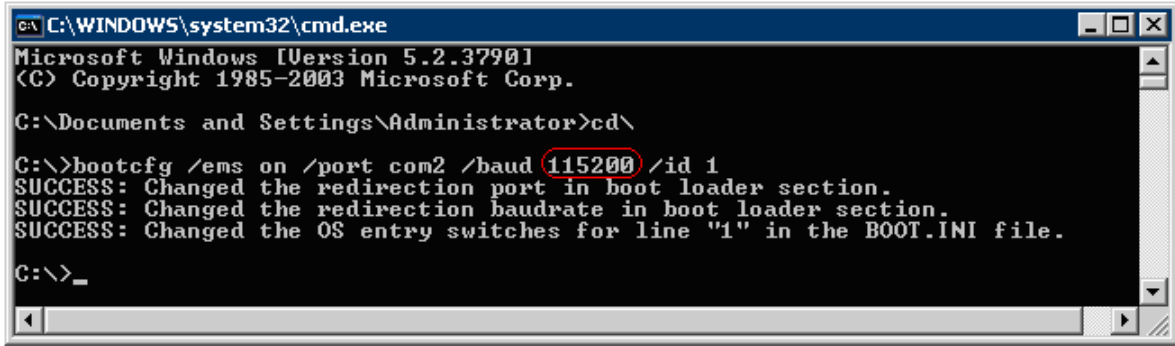 C:\WINDOWS\system32\cmd.exe
Microsoft Windows [Version 5.2.3790]
(C) Copyright 1985-2003 Microsoft Corp.
C:\Documents and Settings\Administrator>cd\
C:\>bootcfg /ems on /port com2 /baud 115200 /id 1
SUCCESS: Changed the redirection port in boot loader section.
SUCCESS: Changed the redirection baudrate in boot loader section.
SUCCESS: Changed the OS entry switches for line "1" in the BOOT.INI file.
C:\>_